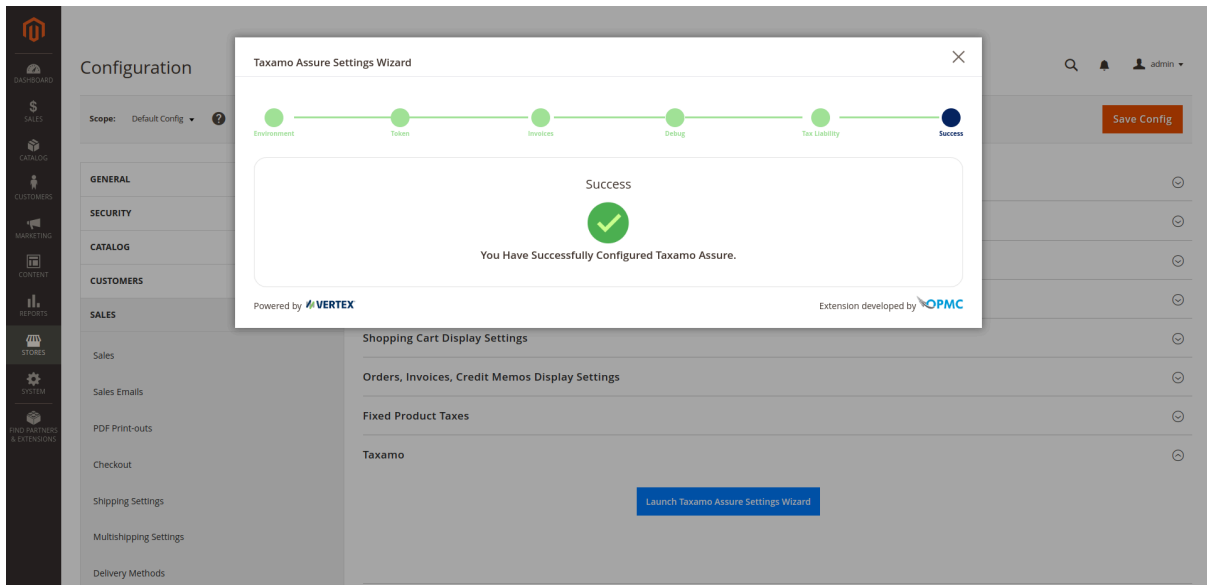 Taxamo Assure Settings Wizard
Environment
Token
Invoices
Debug
Tax Liability
Success
Success
You Have Successfully Configured Taxamo Assure.
Powered by VERTEX
Extension developed by OPMC
DASHBOARD
$
SALES
CATALOG
CUSTOMERS
MARKETING
CONTENT
REPORTS
STORES
SYSTEM
FIND PARTNERS
& EXTENSIONS
Configuration
admin
Scope: Default Config ?
Save Config
GENERAL
SECURITY
CATALOG
CUSTOMERS
SALES
Sales
Sales Emails
PDF Print-outs
Checkout
Shipping Settings
Multishipping Settings
Delivery Methods
Shopping Cart Display Settings
Orders, Invoices, Credit Memos Display Settings
Fixed Product Taxes
Taxamo
Launch Taxamo Assure Settings Wizard